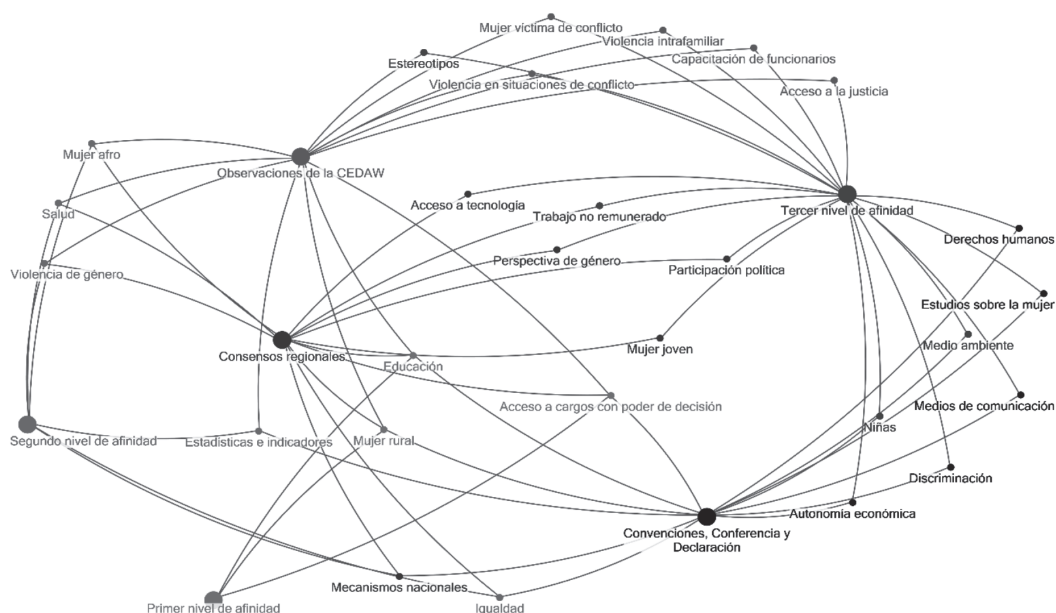 Mujer víctima de conflicto
Violencia intrafamiliar
Capacitación de funcionarios
Estereotipos
Violencia en situaciones de conflicto
Acceso a la justicia
Mujer afro
Observaciones de la CEDAW
Acceso a tecnología
Trabajo no remunerado
Tercer nivel de afinidad
Salud
Derechos humanos
Perspectiva de género
Participación política
Violencia de género
Estudios sobre la mujer
Medio ambiente
Mujer joven
Consensos regionales
Educación
Acceso a cargos con poder de decisión
Medios de comunicación
Niñas
Segundo nivel de afinidad
Estadísticas e indicadores
Mujer rural
Discriminación
Autonomía económica
Convenciones, Conferencia y
Declaración
Mecanismos nacionales
Primer nivel de afinidad
Igualdad